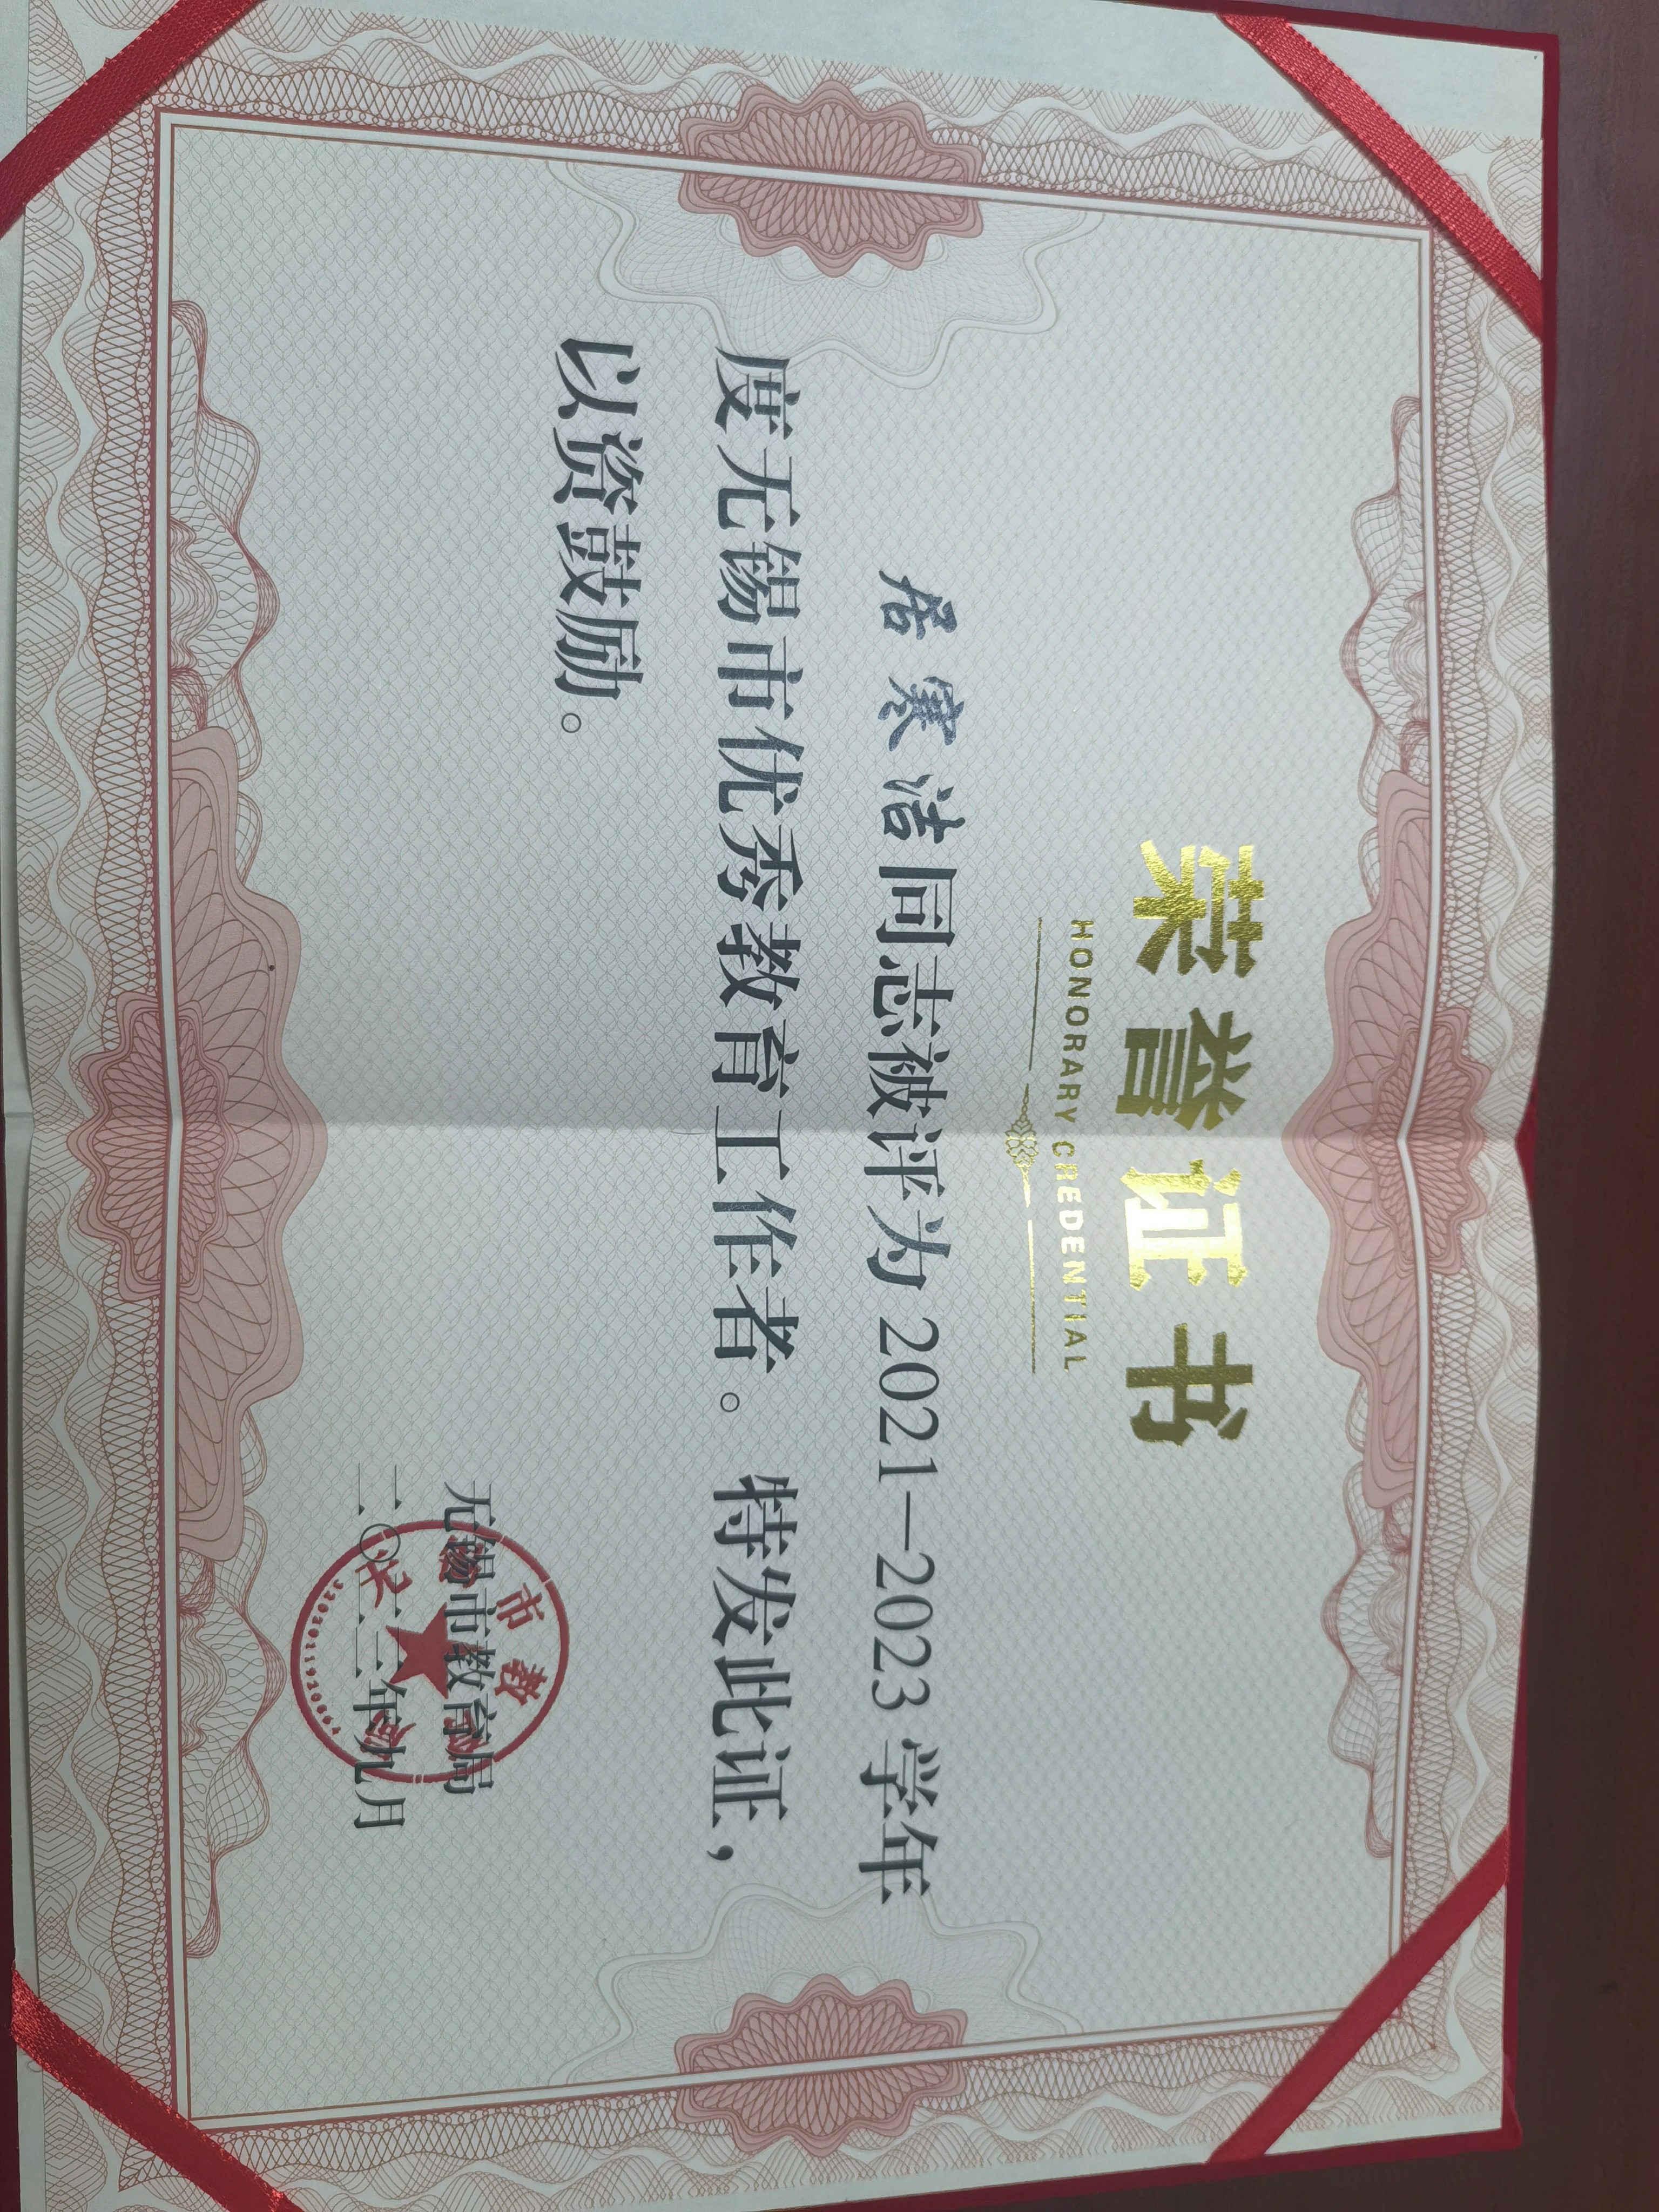 荣誉证书
HONORARY CREDENTIAL
居寒洁同志被评为2021—2023学年
度无锡市优秀教育工作者。特发此证，
以资鼓励。
无锡市教育局
二〇二三年九月